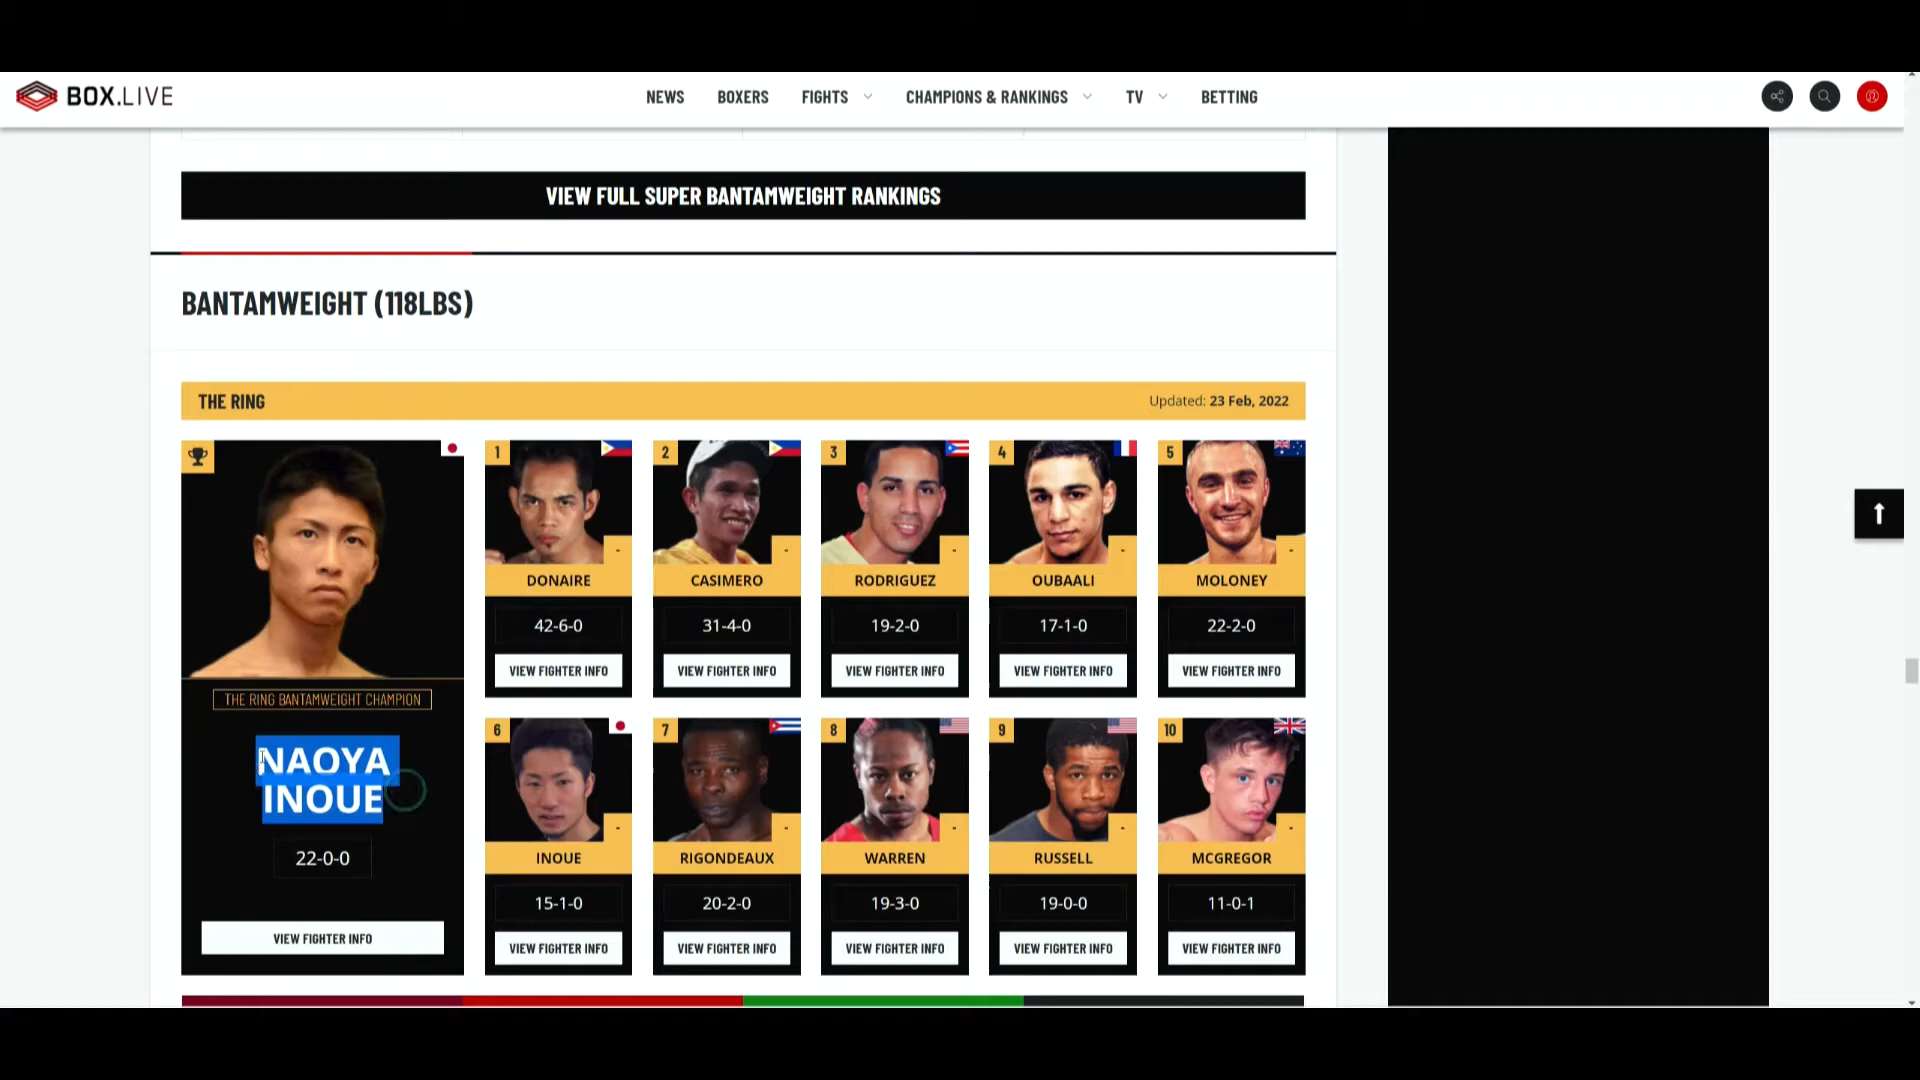 BOX.LIVE
NEWS BOXERS FIGHTS CHAMPIONS & RANKINGS TV BETTING
VIEW FULL SUPER BANTAMWEIGHT RANKINGS
BANTAMWEIGHT (118LBS)
THE RING Updated: 23 Feb, 2022
1 2 3 4 5
- - - - -
DONAIRE CASIMERO RODRIGUEZ OUBAALI MOLONEY
42-6-0 31-4-0 19-2-0 17-1-0 22-2-0
VIEW FIGHTER INFO VIEW FIGHTER INFO VIEW FIGHTER INFO VIEW FIGHTER INFO VIEW FIGHTER INFO
THE RING BANTAMWEIGHT CHAMPION
NAOYA
INOUE
22-0-0
VIEW FIGHTER INFO
6 7 8 9 10
- - - - -
INOUE RIGONDEAUX WARREN RUSSELL MCGREGOR
15-1-0 20-2-0 19-3-0 19-0-0 11-0-1
VIEW FIGHTER INFO VIEW FIGHTER INFO VIEW FIGHTER INFO VIEW FIGHTER INFO VIEW FIGHTER INFO